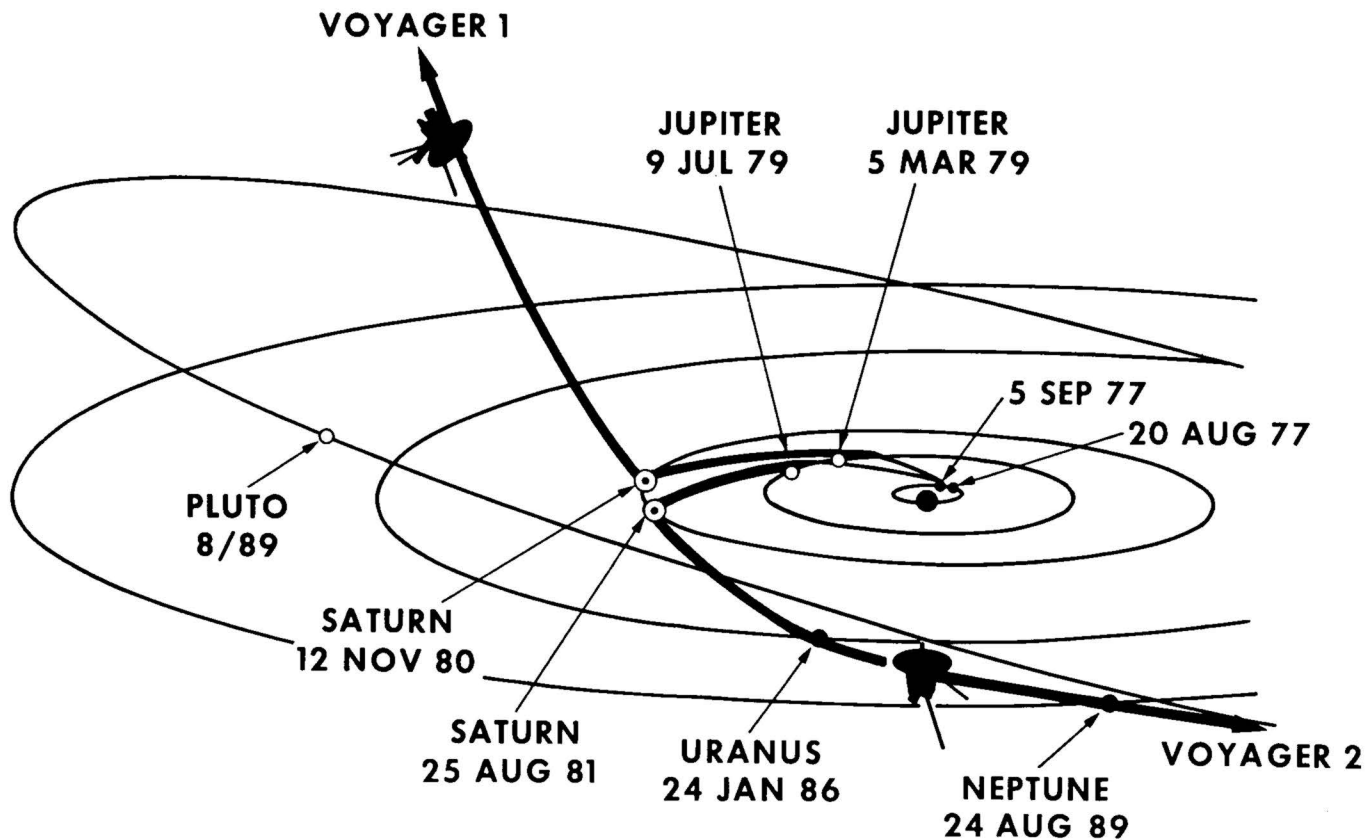 VOYAGER 1
JUPITER
9 JUL 79
JUPITER
5 MAR 79
5 SEP 77
20 AUG 77
PLUTO
8/89
SATURN
12 NOV 80
SATURN
25 AUG 81
URANUS
24 JAN 86
NEPTUNE
24 AUG 89
VOYAGER 2